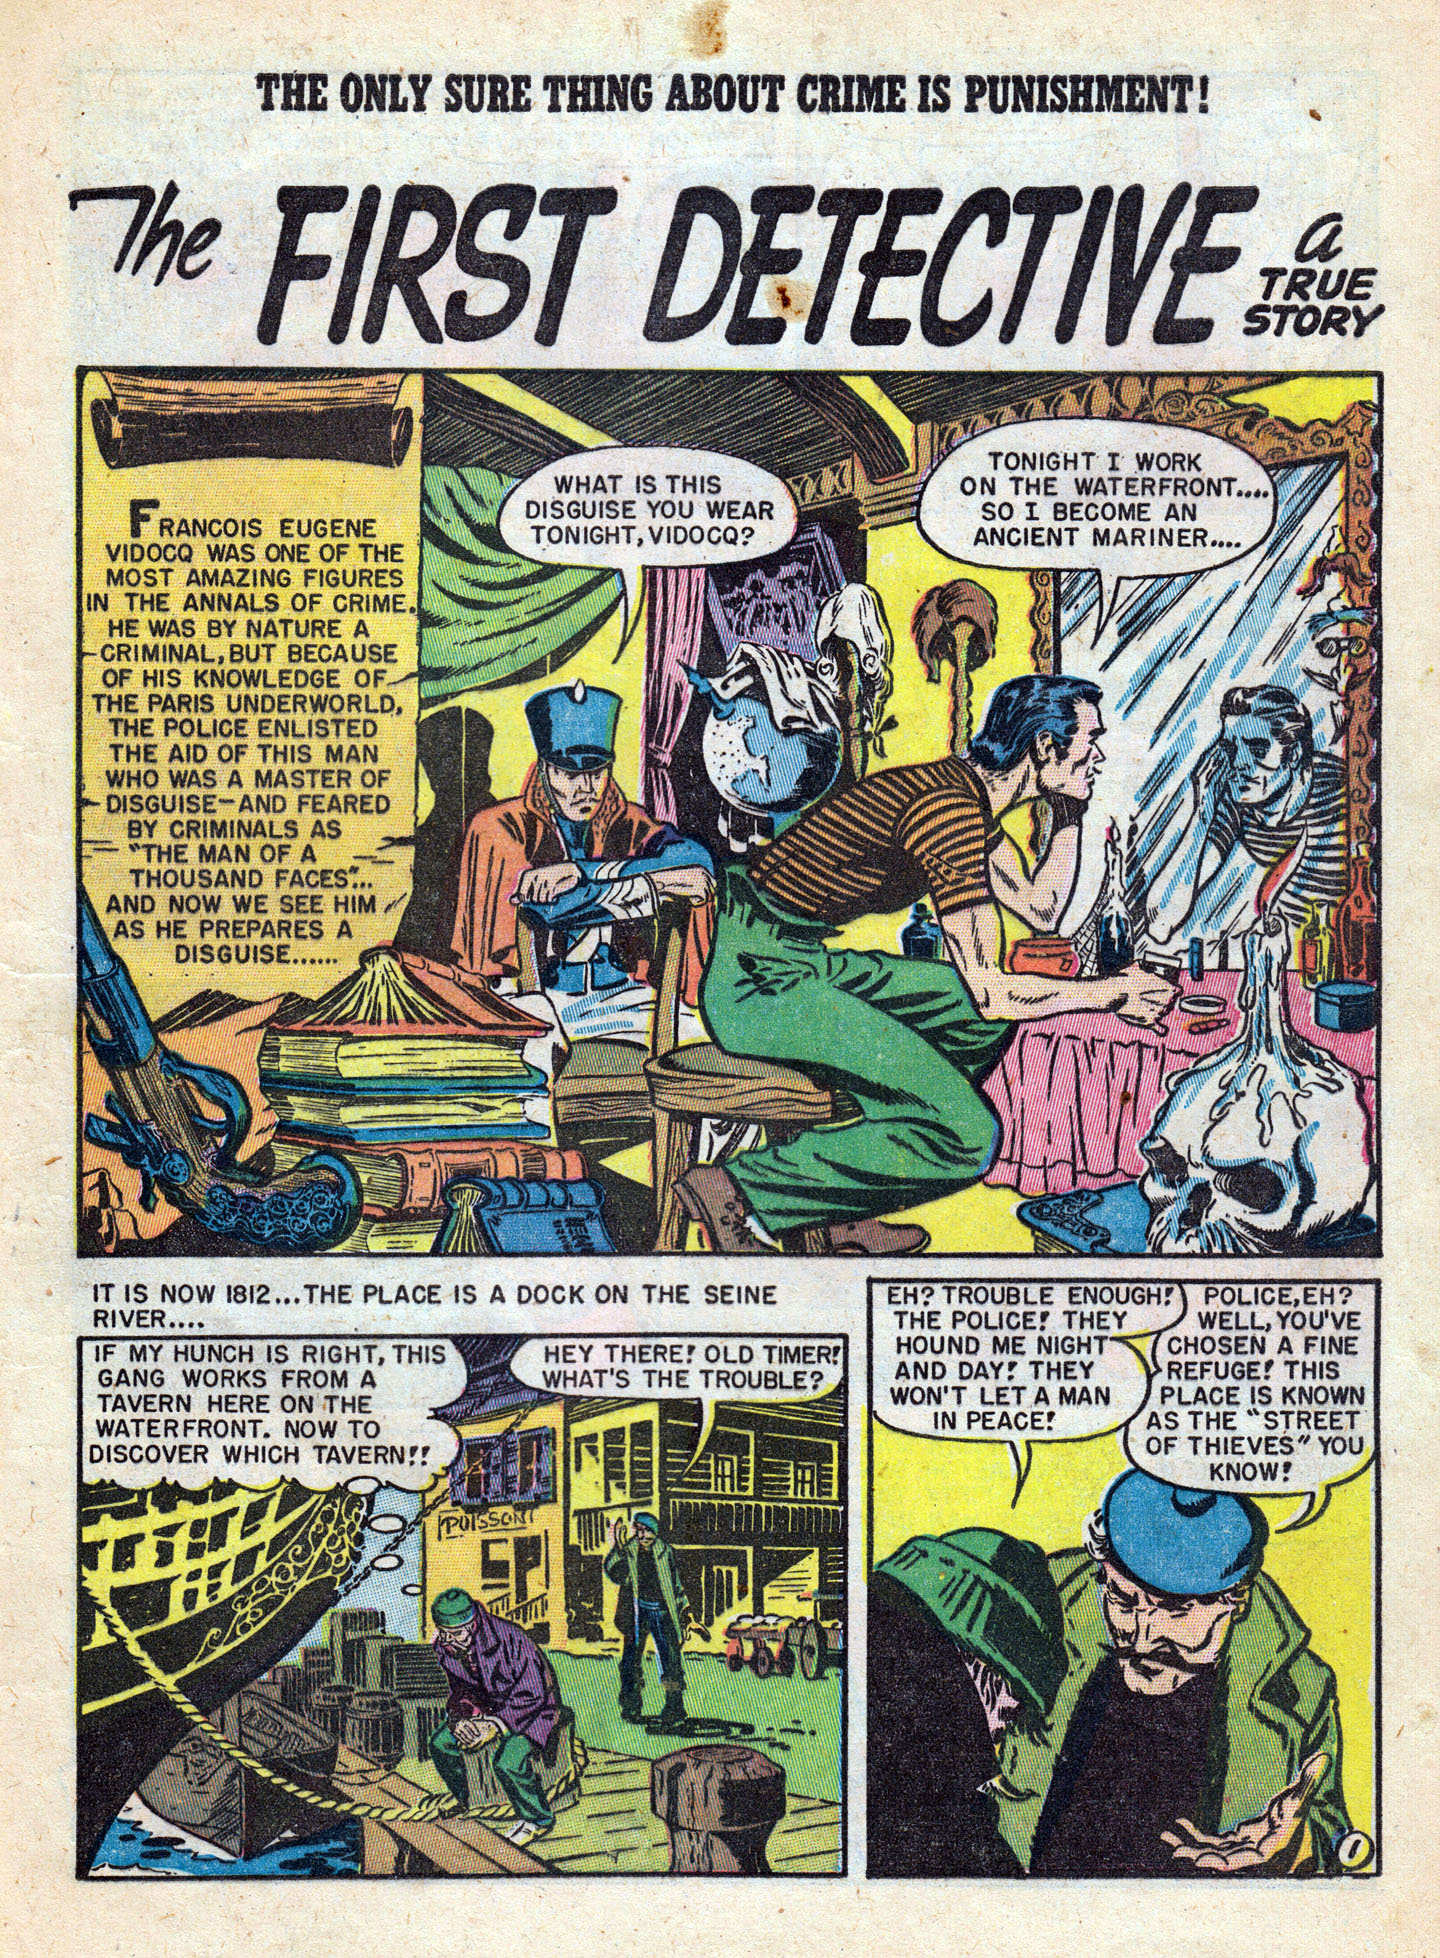 THE ONLY SURE THING ABOUT CRIME IS PUNISHMENT!
The FIRST DETECTIVE
a
TRUE
STORY
FRANCOIS EUGENE
VIDOCQ WAS ONE OF THE
MOST AMAZING FIGURES
IN THE ANNALS OF CRIME.
HE WAS BY NATURE A
CRIMINAL, BUT BECAUSE
OF HIS KNOWLEDGE OF
THE PARIS UNDERWORLD,
THE POLICE ENLISTED
THE AID OF THIS MAN
WHO WAS A MASTER OF
DISGUISE-AND FEARED
BY CRIMINALS AS
"THE MAN OF A
THOUSAND FACES"...
AND NOW WE SEE HIM
AS HE PREPARES A
DISGUISE......
WHAT IS THIS
DISGUISE YOU WEAR
TONIGHT, VIDOCQ?
TONIGHT I WORK
ON THE WATERFRONT....
SO I BECOME AN
ANCIENT MARINER....
IT IS NOW 1812...THE PLACE IS A DOCK ON THE SEINE
RIVER....
IF MY HUNCH IS RIGHT, THIS
GANG WORKS FROM A
TAVERN HERE ON THE
WATERFRONT. NOW TO
DISCOVER WHICH TAVERN!!
HEY THERE! OLD TIMER!
WHAT'S THE TROUBLE?
POISSON
EH? TROUBLE ENOUGH!
THE POLICE! THEY
HOUND ME NIGHT
AND DAY! THEY
WON'T LET A MAN
IN PEACE!
POLICE, EH?
WELL, YOU'VE
CHOSEN A FINE
REFUGE! THIS
PLACE IS KNOWN
AS THE "STREET
OF THIEVES" YOU
KNOW!
1